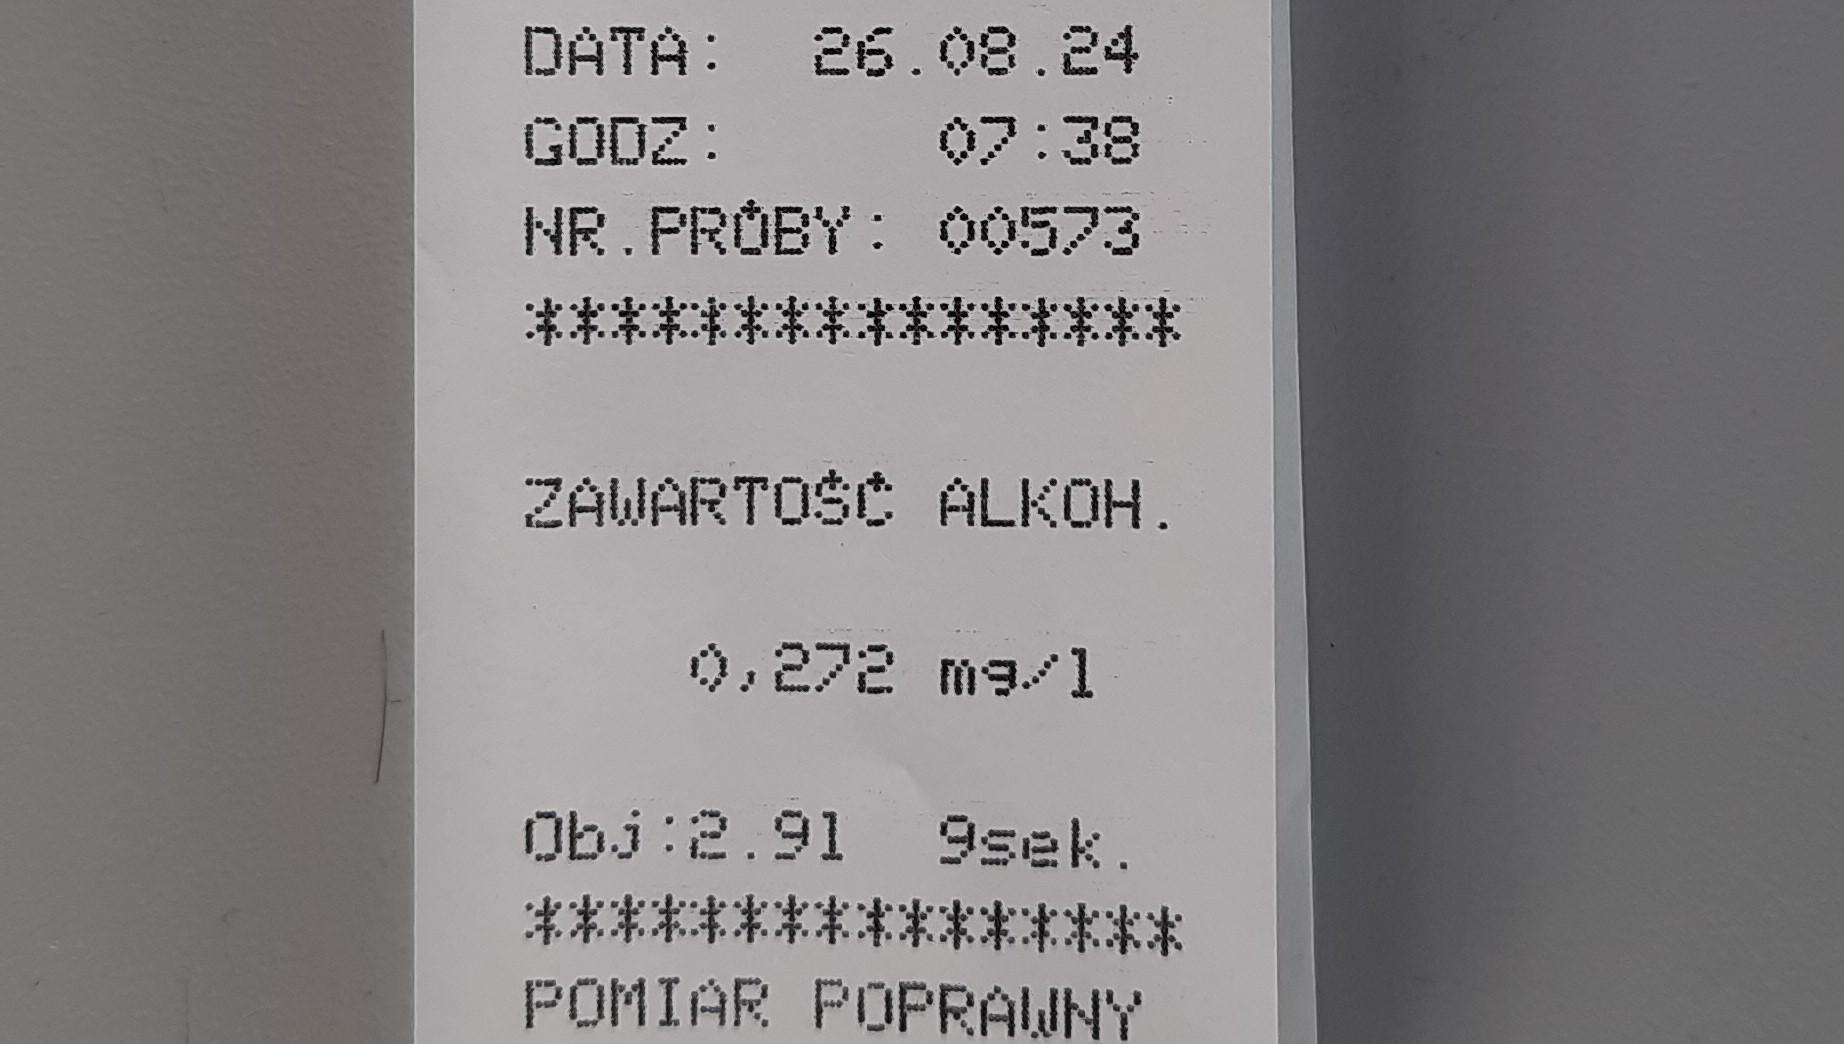 DATA: 26.08.24
GODZ: 07:38
NR.PRÓBY: 00573
****************
ZAWARTOŚĆ ALKOH.
0,272 mg/l
Obj:2.91 9sek.
****************
POMIAR POPRAWNY